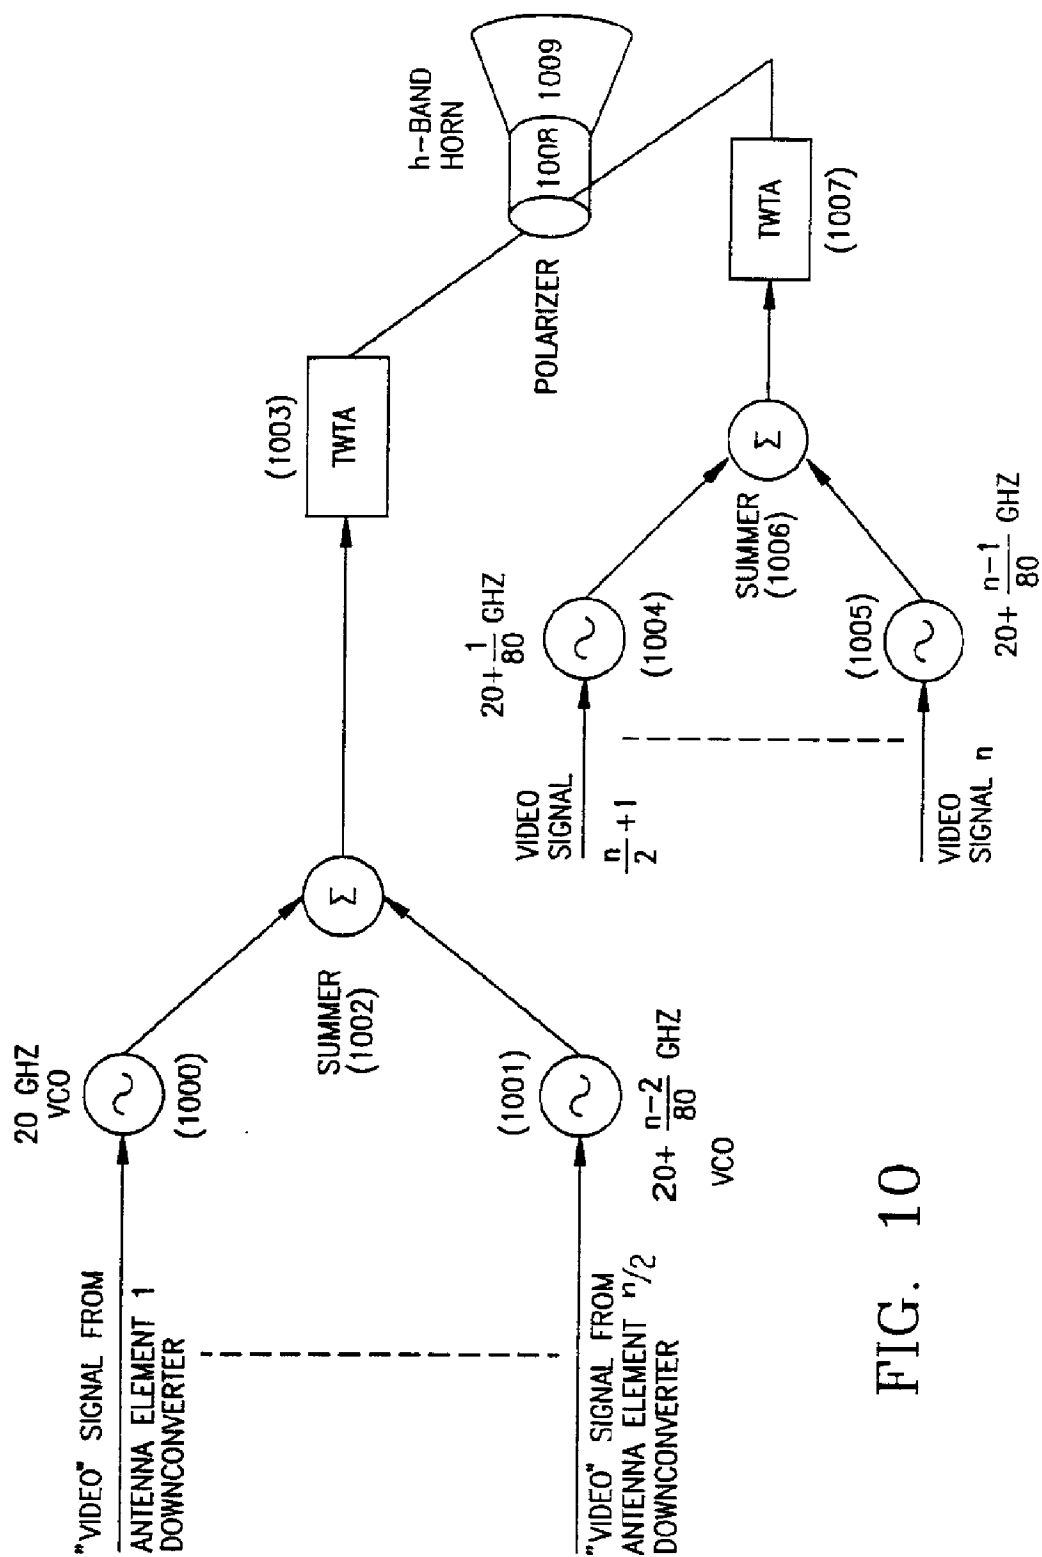 "VIDEO" SIGNAL FROM
ANTENNA ELEMENT 1
DOWNCONVERTER
20 GHZ
VCO
(1000)
"VIDEO" SIGNAL FROM
ANTENNA ELEMENT n/2
DOWNCONVERTER
(1001)
20+ n-2/80 GHZ
VCO
SUMMER
(1002)
Σ
(1003)
TWTA
VIDEO
SIGNAL
n/2 +1
20+ 1/80 GHZ
(1004)
VIDEO
SIGNAL n
(1005)
20+ n-1/80 GHZ
SUMMER
(1006)
Σ
TWTA
(1007)
POLARIZER
1008
1009
h-BAND
HORN
FIG. 10